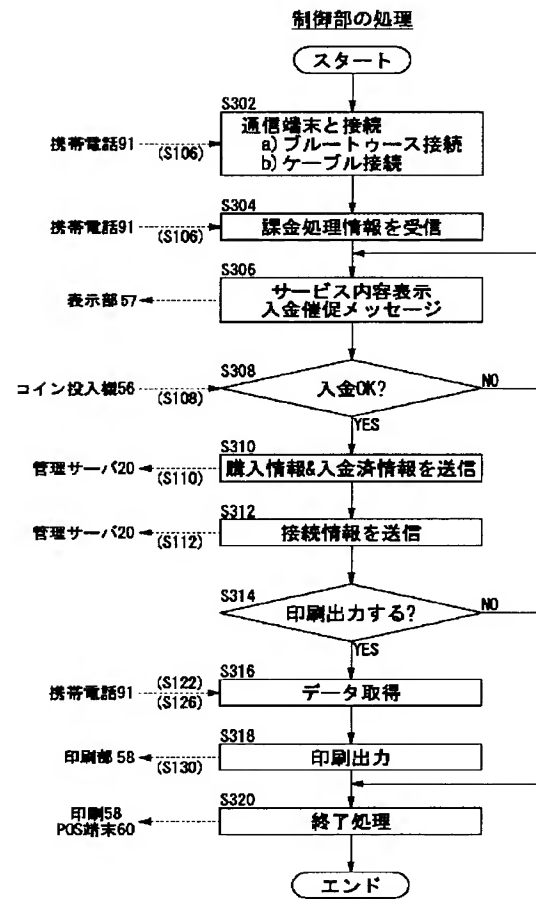 制御部の処理
スタート
S302
通信端末と接続
a)ブルートゥース接続
b)ケーブル接続
携帯電話91
(S106)
S304
課金処理情報を受信
携帯電話91
(S106)
S306
サービス内容表示
入金催促メッセージ
表示部57
S308
入金OK?
NO
コイン投入機56
(S108)
YES
S310
購入情報&入金済情報を送信
管理サーバ20
(S110)
S312
接続情報を送信
管理サーバ20
(S112)
S314
印刷出力する?
NO
YES
S316
データ取得
携帯電話91
(S122)
(S126)
S318
印刷出力
印刷部58
(S130)
S320
終了処理
印刷58
POS端末60
エンド